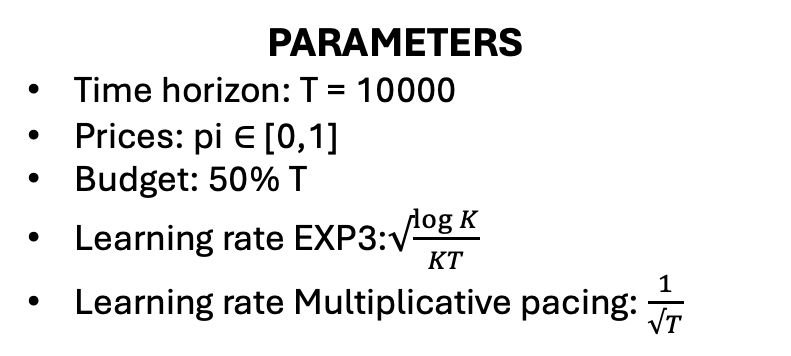 PARAMETERS
• Time horizon: T = 10000
• Prices: pi ∈ [0,1]
• Budget: 50% T
• Learning rate EXP3: √(log K / KT)
• Learning rate Multiplicative pacing: 1 / √T